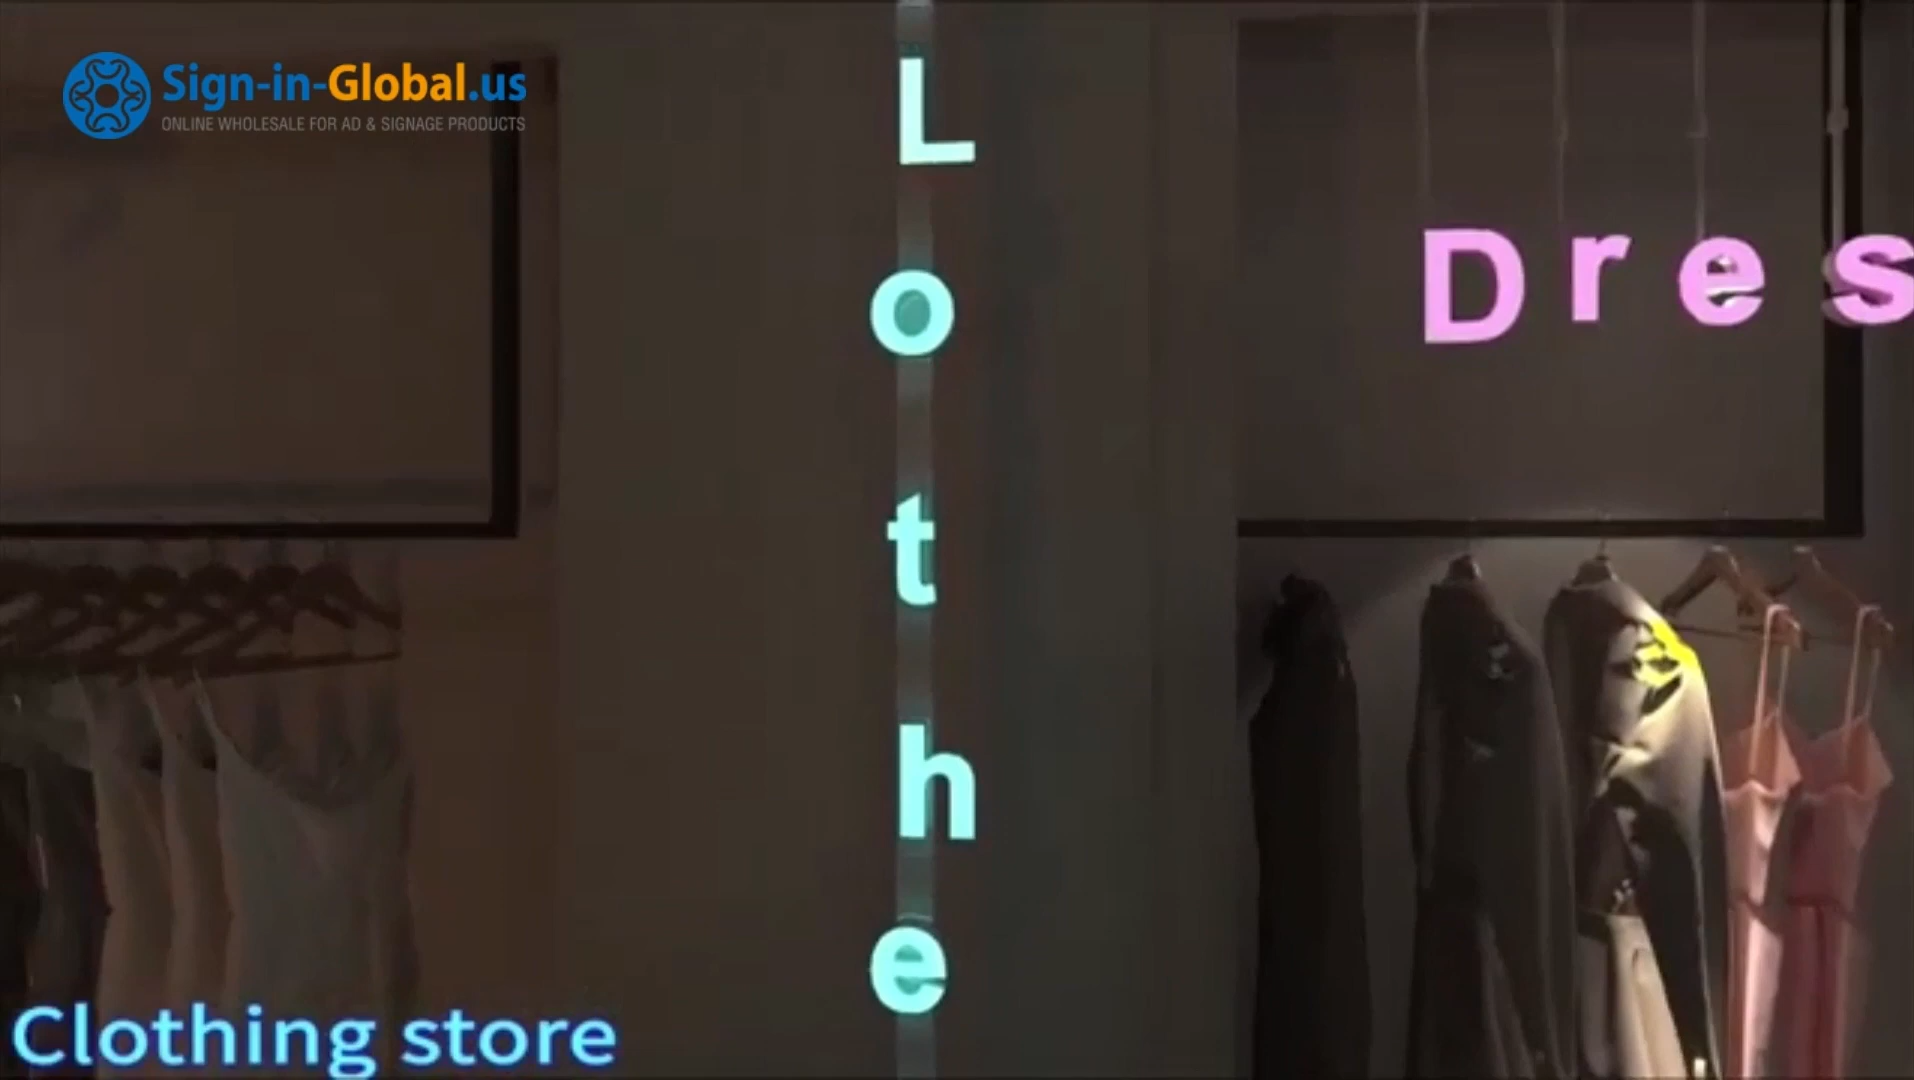 Sign-in-Global.us
ONLINE WHOLESALE FOR AD & SIGNAGE PRODUCTS
L
o
t
h
e
Dres
Clothing store